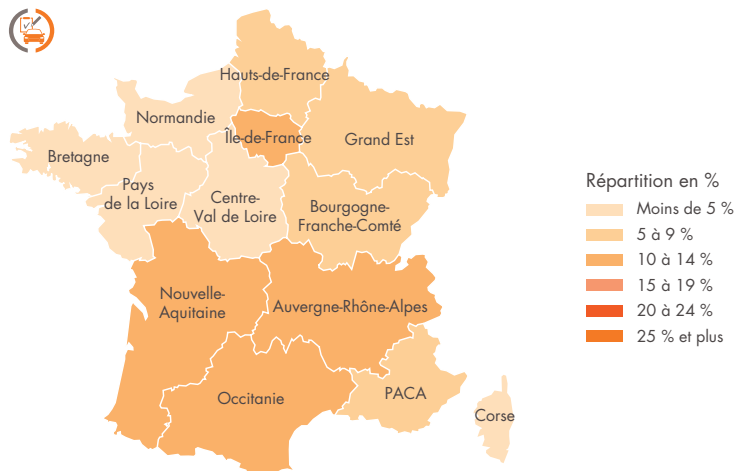 Hauts-de-France
Normandie
Île-de-France
Grand Est
Bretagne
Pays
de la Loire
Centre-
Val de Loire
Bourgogne-
Franche-Comté
Nouvelle-
Aquitaine
Auvergne-Rhône-Alpes
Occitanie
PACA
Corse
Répartition en %
Moins de 5 %
5 à 9 %
10 à 14 %
15 à 19 %
20 à 24 %
25 % et plus